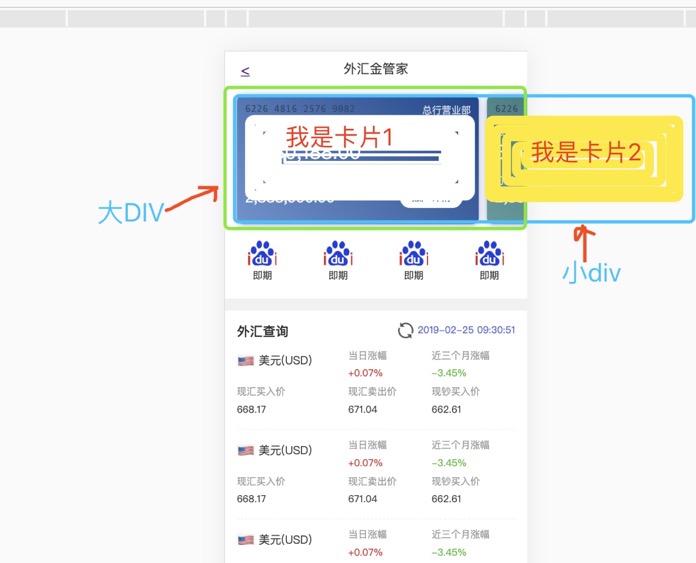 <
外汇金管家
6226 4816 2576 9082
总行营业部
6226
我是卡片1
我是卡片2
大DIV
小div
du
du
du
du
即期
即期
即期
即期
外汇查询
2019-02-25 09:30:51
美元(USD)
当日涨幅
近三个月涨幅
+0.07%
-3.45%
现汇买入价
现汇卖出价
现钞买入价
668.17
671.04
662.61
美元(USD)
当日涨幅
近三个月涨幅
+0.07%
-3.45%
现汇买入价
现汇卖出价
现钞买入价
668.17
671.04
662.61
美元(USD)
当日涨幅
近三个月涨幅
+0.07%
-3.45%